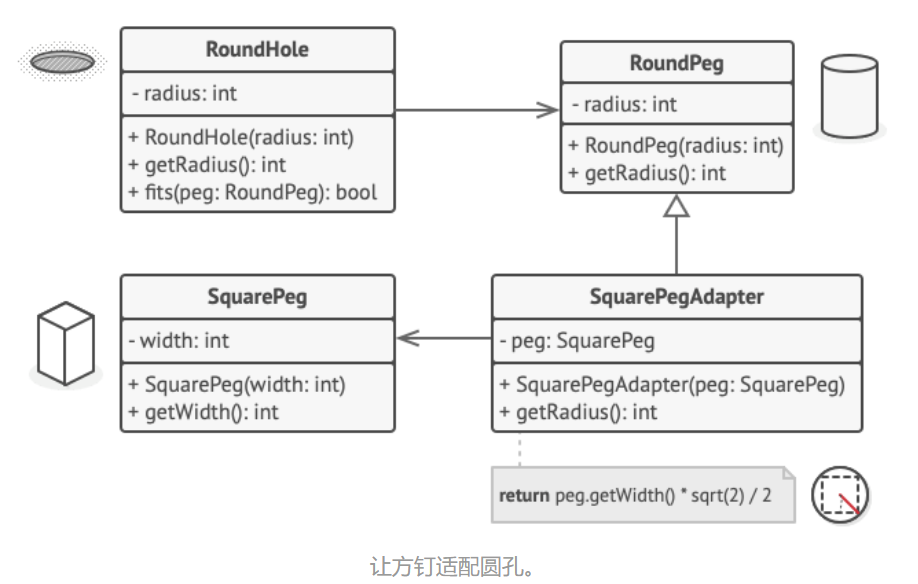 RoundHole
- radius: int
+ RoundHole(radius: int)
+ getRadius(): int
+ fits(peg: RoundPeg): bool
RoundPeg
- radius: int
+ RoundPeg(radius: int)
+ getRadius(): int
SquarePeg
- width: int
+ SquarePeg(width: int)
+ getWidth(): int
SquarePegAdapter
- peg: SquarePeg
+ SquarePegAdapter(peg: SquarePeg)
+ getRadius(): int
return peg.getWidth() * sqrt(2) / 2
让方钉适配圆孔。